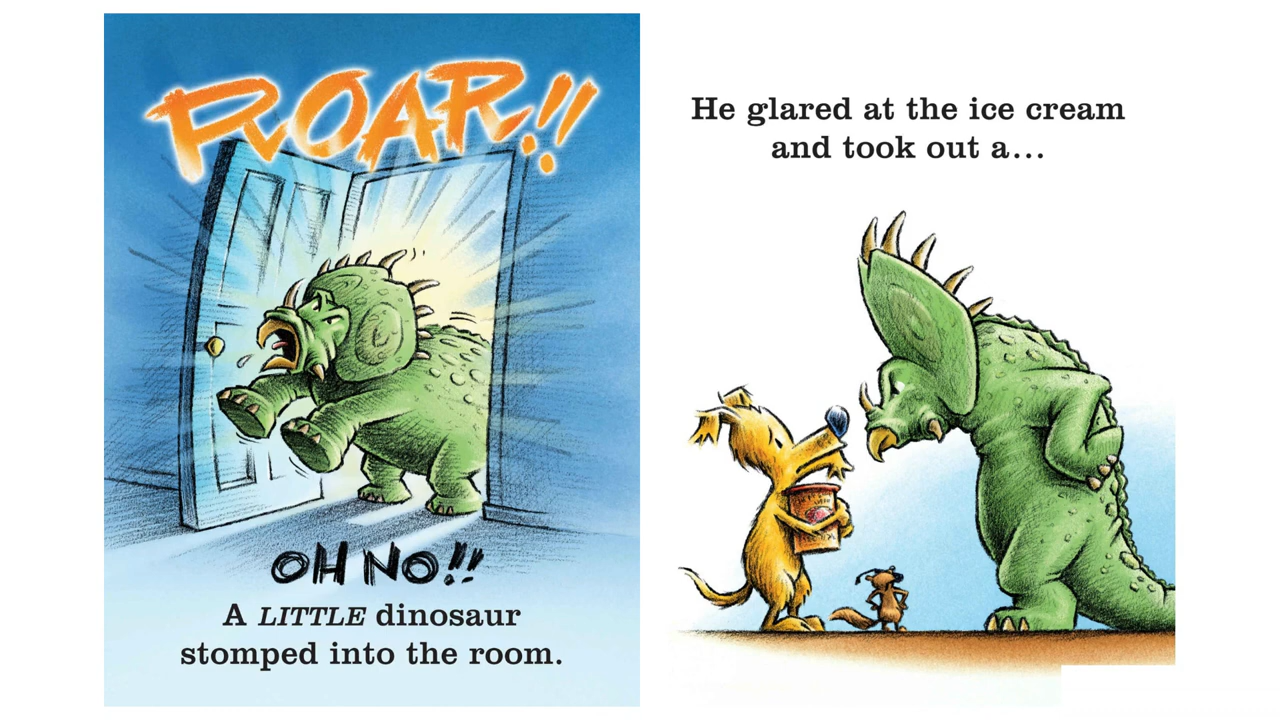 ROAR!!
OH NO!!
A LITTLE dinosaur
stomped into the room.
He glared at the ice cream
and took out a...